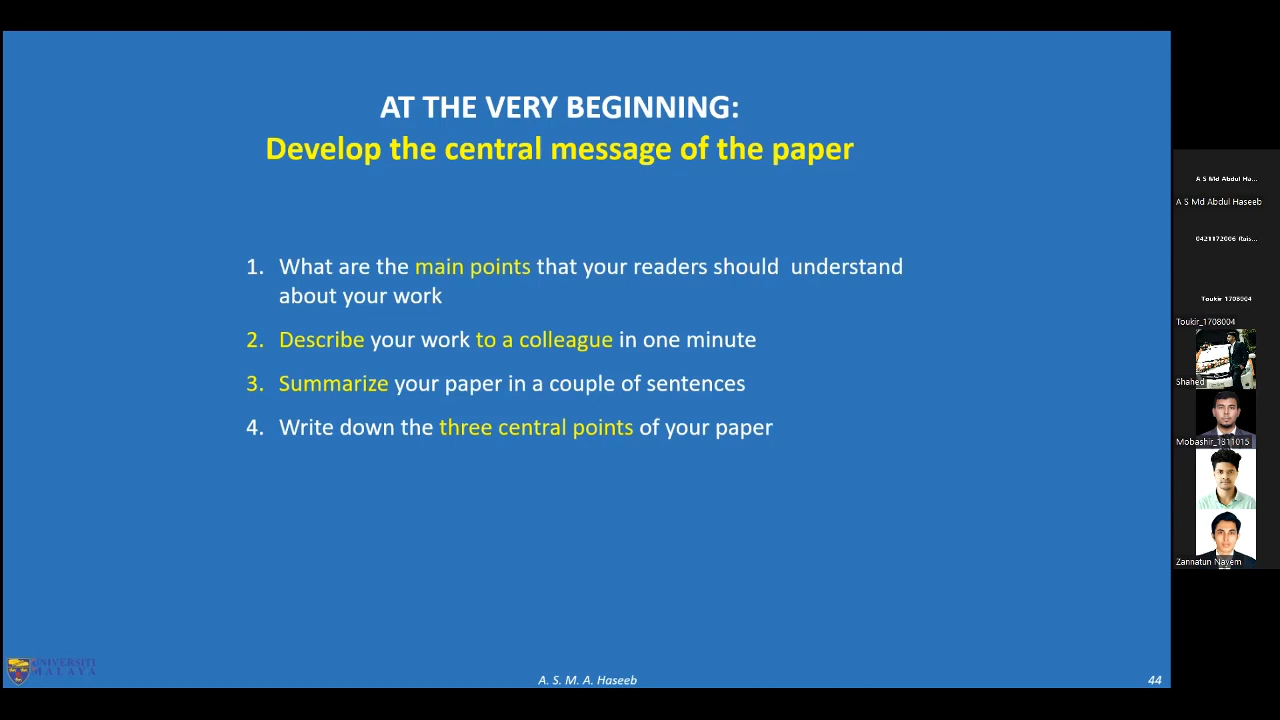 AT THE VERY BEGINNING:
Develop the central message of the paper
1. What are the main points that your readers should understand
about your work
2. Describe your work to a colleague in one minute
3. Summarize your paper in a couple of sentences
4. Write down the three central points of your paper
UNIVERSITI
MALAYA
A. S. M. A. Haseeb
44
A S Md Abdul Ha...
A S Md Abdul Haseeb
0421172006 Rais...
Toukir 1708004
Toukir_1708004
Shahed
Mobashir_1311015
Zannatun Nayem